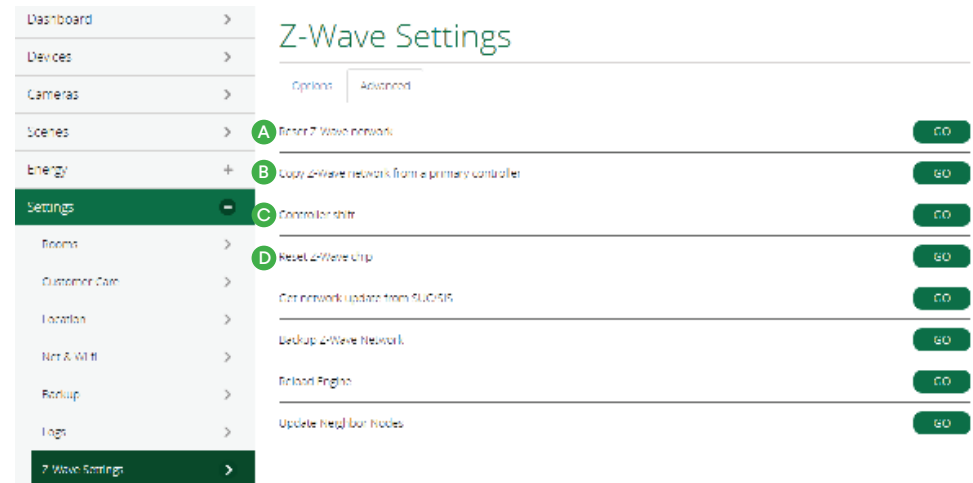 Dashboard
Devices
Cameras
Scenes
Energy
Settings
Rooms
Customer Care
Location
Net & Wi-fi
Backup
Logs
Z-Wave Settings
Z-Wave Settings
Options Advanced
A Reset Z-Wave network GO
B Copy Z-Wave network from a primary controller GO
C Controller shift GO
D Reset Z-Wave chip GO
Get network update from SUC/SIS GO
Backup Z-Wave Network GO
Reload Engine GO
Update Neighbor Nodes GO